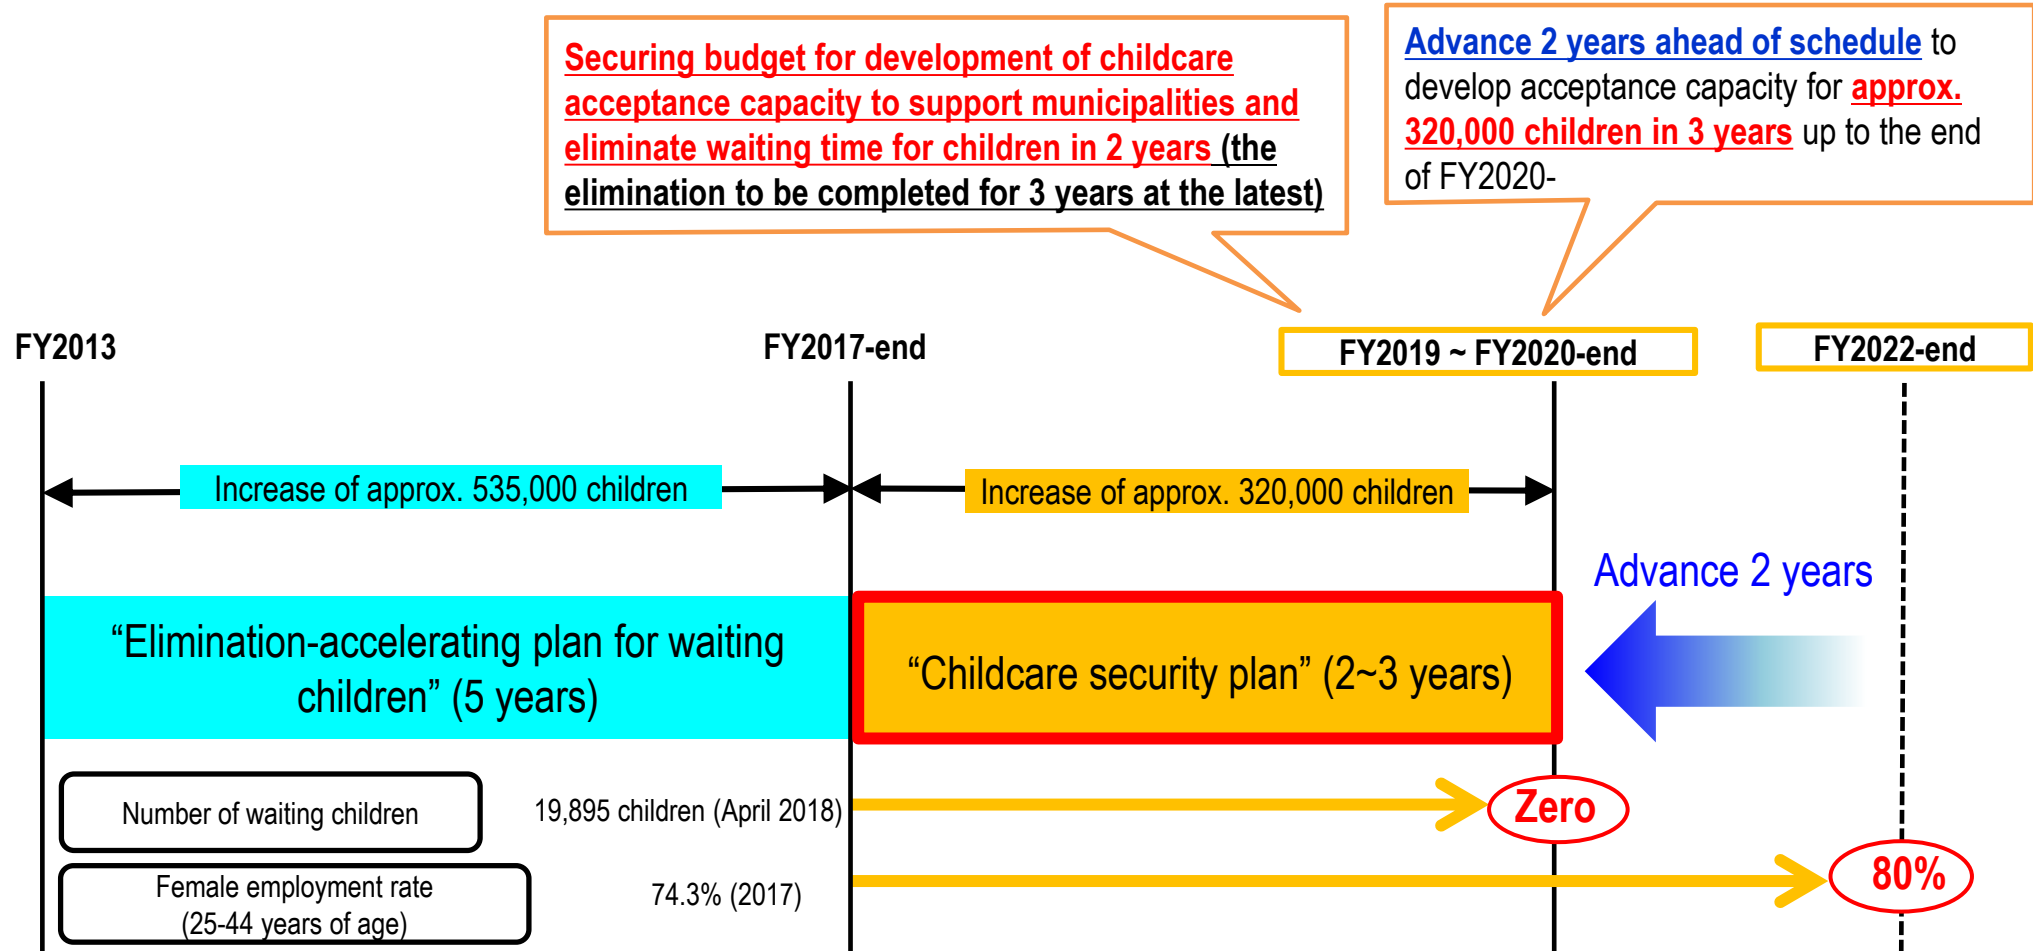 Securing budget for development of childcare
acceptance capacity to support municipalities and
eliminate waiting time for children in 2 years (the
elimination to be completed for 3 years at the latest)
Advance 2 years ahead of schedule to
develop acceptance capacity for approx.
320,000 children in 3 years up to the end
of FY2020-
FY2013
FY2017-end
FY2019 ~ FY2020-end
FY2022-end
Increase of approx. 535,000 children
Increase of approx. 320,000 children
Advance 2 years
“Elimination-accelerating plan for waiting
children” (5 years)
“Childcare security plan” (2~3 years)
Number of waiting children
19,895 children (April 2018)
Zero
Female employment rate
(25-44 years of age)
74.3% (2017)
80%